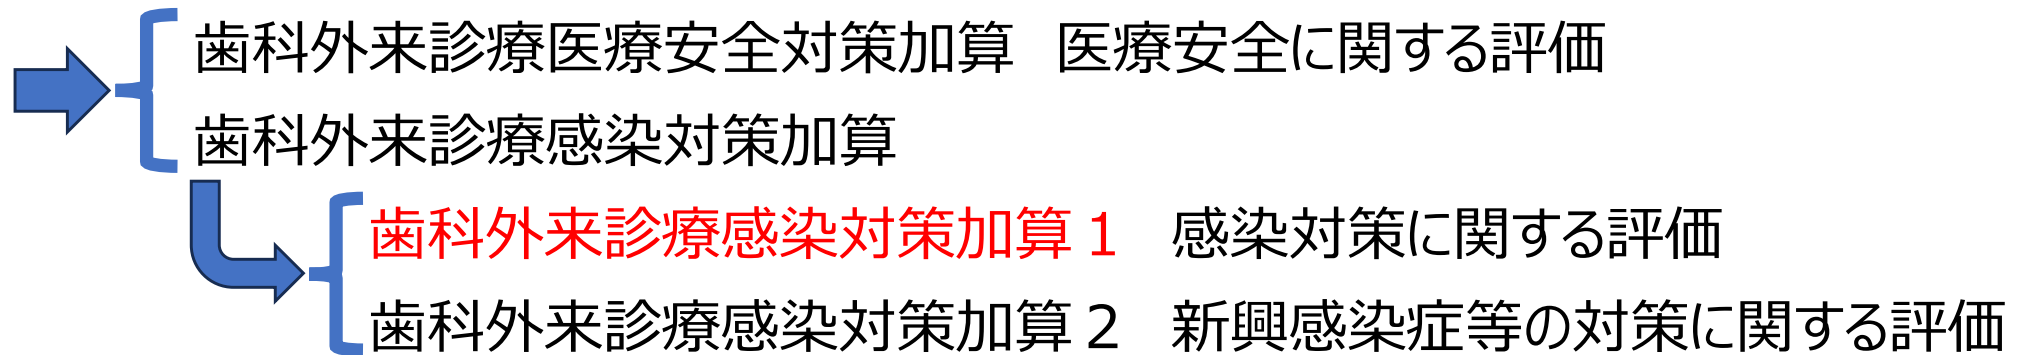 歯科外来診療医療安全対策加算　医療安全に関する評価
歯科外来診療感染対策加算
歯科外来診療感染対策加算１　感染対策に関する評価
歯科外来診療感染対策加算２　新興感染症等の対策に関する評価